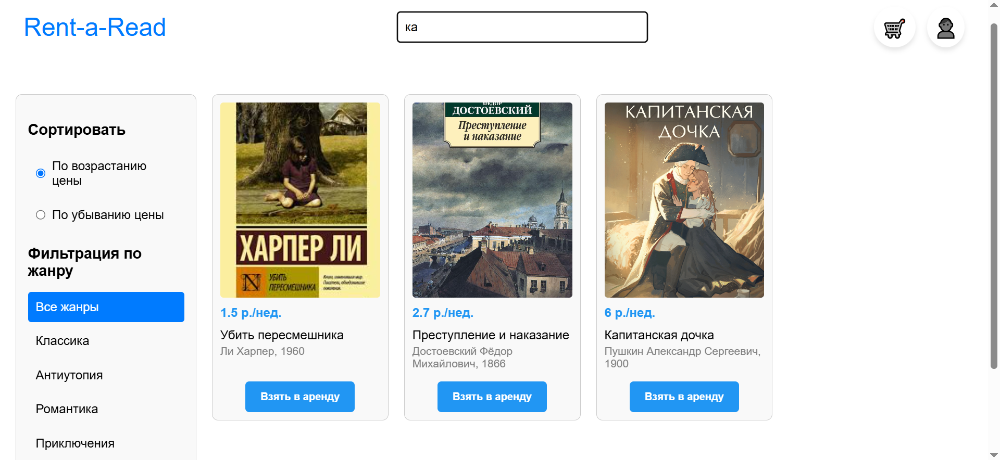 Rent-a-Read
ка
Сортировать
По возрастанию
цены
По убыванию цены
Фильтрация по
жанру
Все жанры
Классика
Антиутопия
Романтика
Приключения
ХАРПЕР ЛИ
N
УБИТЬ
ПЕРЕСМЕШНИКА
1.5 р./нед.
Убить пересмешника
Ли Харпер, 1960
Взять в аренду
ФЁДОР
ДОСТОЕВСКИЙ
Преступление
и наказание
2.7 р./нед.
Преступление и наказание
Достоевский Фёдор
Михайлович, 1866
Взять в аренду
КАПИТАНСКАЯ
ДОЧКА
6 р./нед.
Капитанская дочка
Пушкин Александр Сергеевич,
1900
Взять в аренду